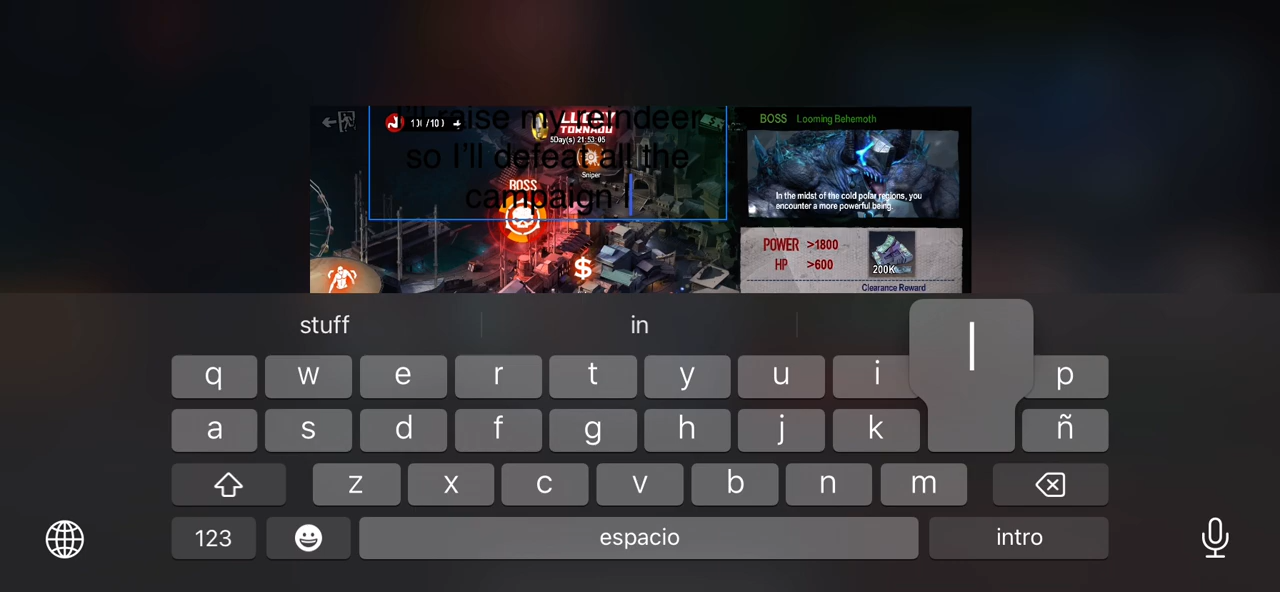 I'll raise my reindeer
so I'll defeat all the
campaign l
LUCKY
TORNADO
5Day(s) 21:53:05
Sniper
BOSS
$
BOSS Looming Behemoth
In the midst of the cold polar regions, you
encounter a more powerful being.
POWER >1800
HP >600
200K
Clearance Reward
stuff in
q w e r t y u i p
l
a s d f g h j k ñ
z x c v b n m
123 espacio intro